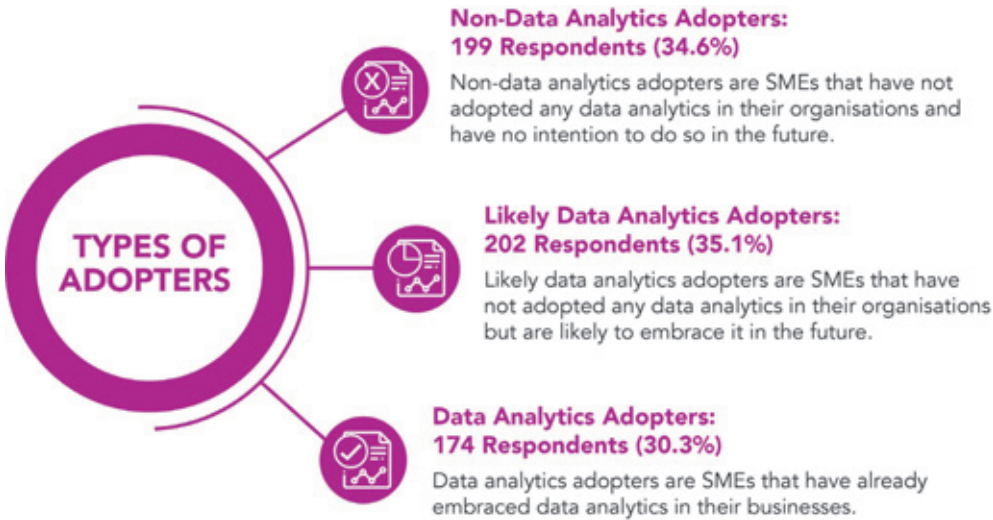 Non-Data Analytics Adopters:
199 Respondents (34.6%)
Non-data analytics adopters are SMEs that have not
adopted any data analytics in their organisations and
have no intention to do so in the future.
TYPES OF
ADOPTERS
Likely Data Analytics Adopters:
202 Respondents (35.1%)
Likely data analytics adopters are SMEs that have
not adopted any data analytics in their organisations
but are likely to embrace it in the future.
Data Analytics Adopters:
174 Respondents (30.3%)
Data analytics adopters are SMEs that have already
embraced data analytics in their businesses.